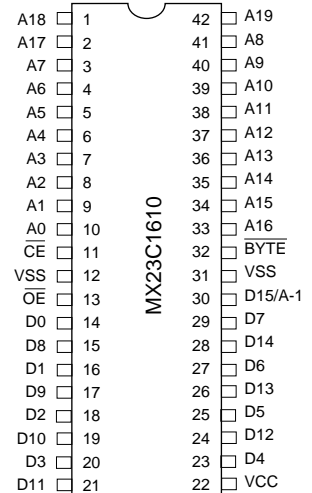 A18 1 42 A19
A17 2 41 A8
A7 3 40 A9
A6 4 39 A10
A5 5 38 A11
A4 6 37 A12
A3 7 36 A13
A2 8 35 A14
A1 9 34 A15
A0 10 33 A16
CE 11 32 BYTE
VSS 12 31 VSS
OE 13 30 D15/A-1
D0 14 29 D7
D8 15 28 D14
D1 16 27 D6
D9 17 26 D13
D2 18 25 D5
D10 19 24 D12
D3 20 23 D4
D11 21 22 VCC
MX23C1610